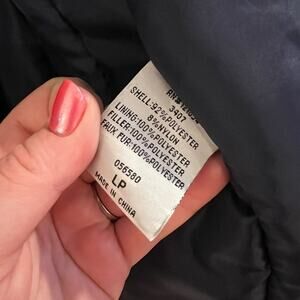 3407
SHELL:92%POLYESTER
8%NYLON
LINING:100%POLYESTER
FILLER:100%POLYESTER
FAUX FUR:100%POLYESTER
056580
LP
MADE IN CHINA